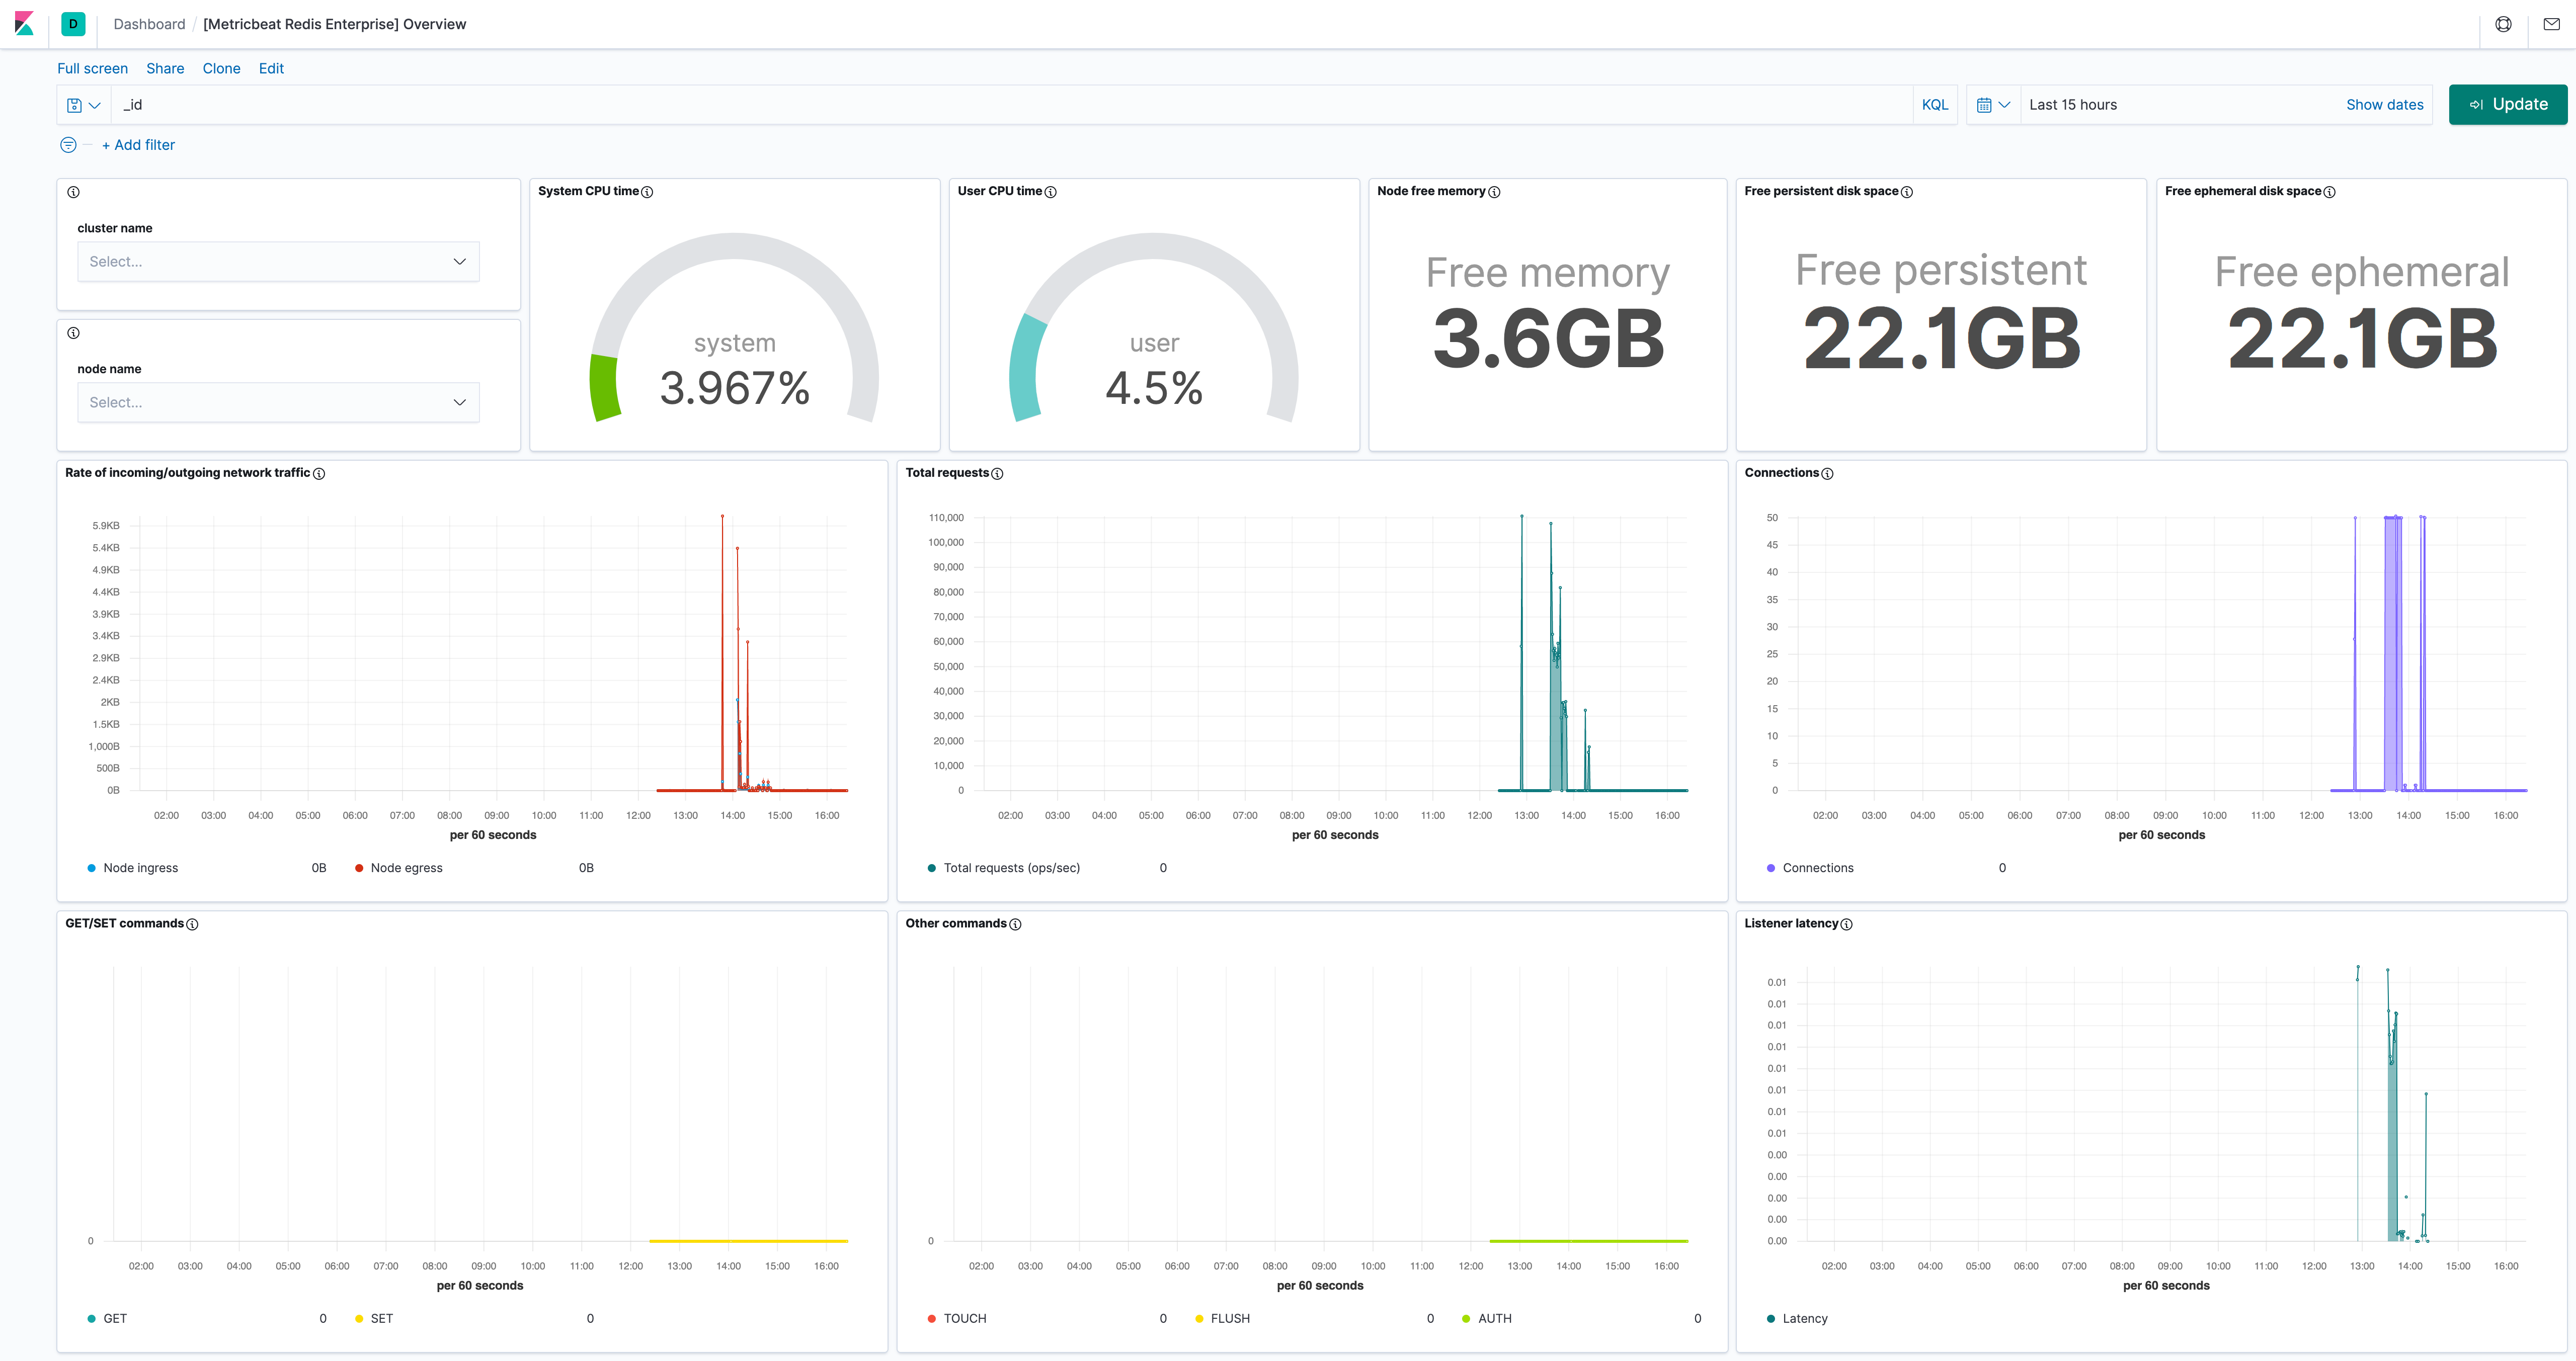 D Dashboard / [Metricbeat Redis Enterprise] Overview
Full screen Share Clone Edit
_id KQL Last 15 hours Show dates Update
+ Add filter
cluster name
Select...
node name
Select...
System CPU time
system
3.967%
User CPU time
user
4.5%
Node free memory
Free memory
3.6GB
Free persistent disk space
Free persistent
22.1GB
Free ephemeral disk space
Free ephemeral
22.1GB
Rate of incoming/outgoing network traffic
5.9KB
5.4KB
4.9KB
4.4KB
3.9KB
3.4KB
2.9KB
2.4KB
2KB
1.5KB
1,000B
500B
0B
02:00 03:00 04:00 05:00 06:00 07:00 08:00 09:00 10:00 11:00 12:00 13:00 14:00 15:00 16:00
per 60 seconds
Node ingress 0B Node egress 0B
Total requests
110,000
100,000
90,000
80,000
70,000
60,000
50,000
40,000
30,000
20,000
10,000
0
02:00 03:00 04:00 05:00 06:00 07:00 08:00 09:00 10:00 11:00 12:00 13:00 14:00 15:00 16:00
per 60 seconds
Total requests (ops/sec) 0
Connections
50
45
40
35
30
25
20
15
10
5
0
02:00 03:00 04:00 05:00 06:00 07:00 08:00 09:00 10:00 11:00 12:00 13:00 14:00 15:00 16:00
per 60 seconds
Connections 0
GET/SET commands
0
02:00 03:00 04:00 05:00 06:00 07:00 08:00 09:00 10:00 11:00 12:00 13:00 14:00 15:00 16:00
per 60 seconds
GET 0 SET 0
Other commands
0
02:00 03:00 04:00 05:00 06:00 07:00 08:00 09:00 10:00 11:00 12:00 13:00 14:00 15:00 16:00
per 60 seconds
TOUCH 0 FLUSH 0 AUTH 0
Listener latency
0.01
0.01
0.01
0.01
0.01
0.01
0.01
0.01
0.00
0.00
0.00
0.00
0.00
02:00 03:00 04:00 05:00 06:00 07:00 08:00 09:00 10:00 11:00 12:00 13:00 14:00 15:00 16:00
per 60 seconds
Latency